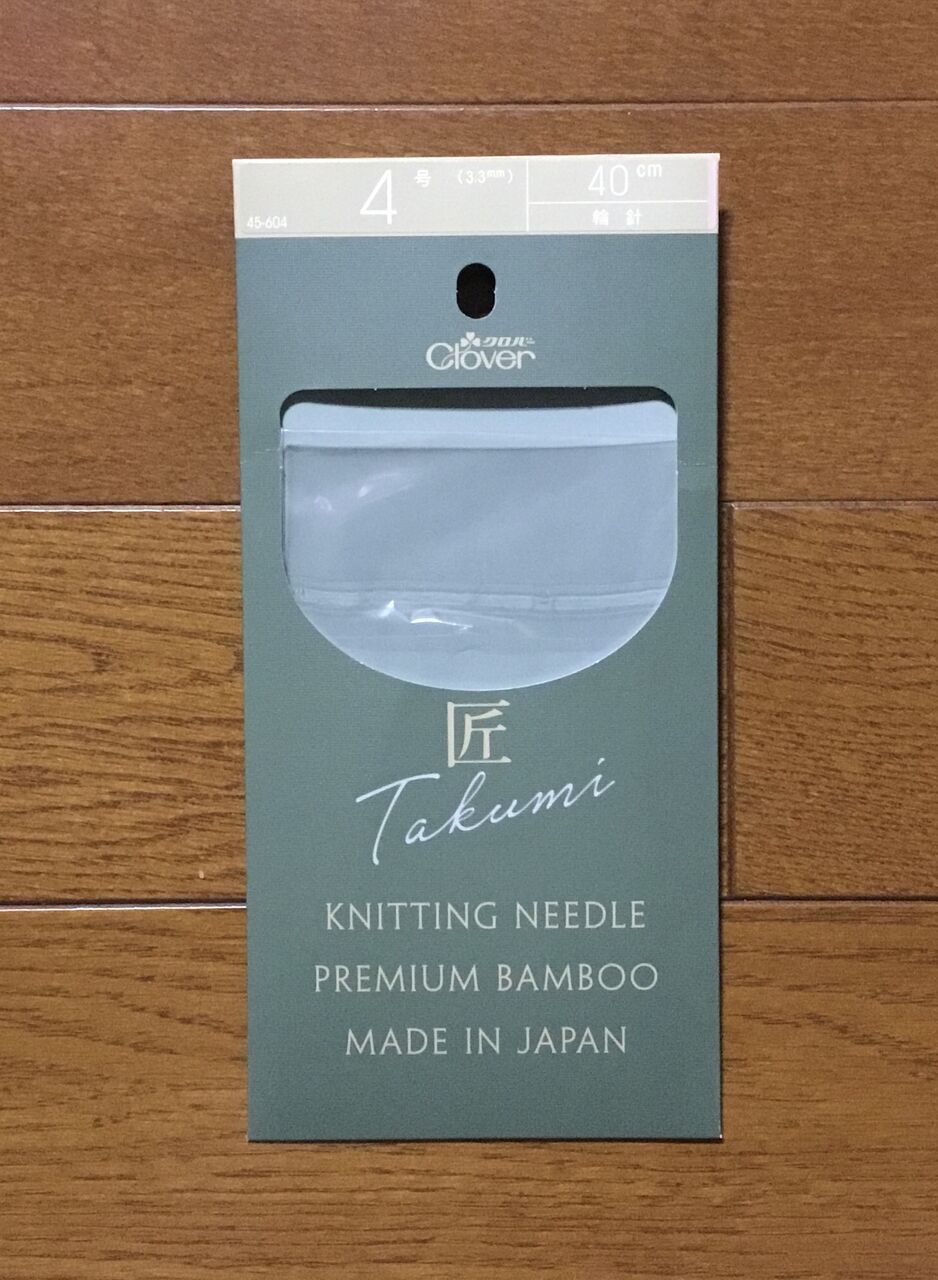 45-604 4号 (3.3mm) 40cm
輪針
クロバー
Clover
匠
Takumi
KNITTING NEEDLE
PREMIUM BAMBOO
MADE IN JAPAN